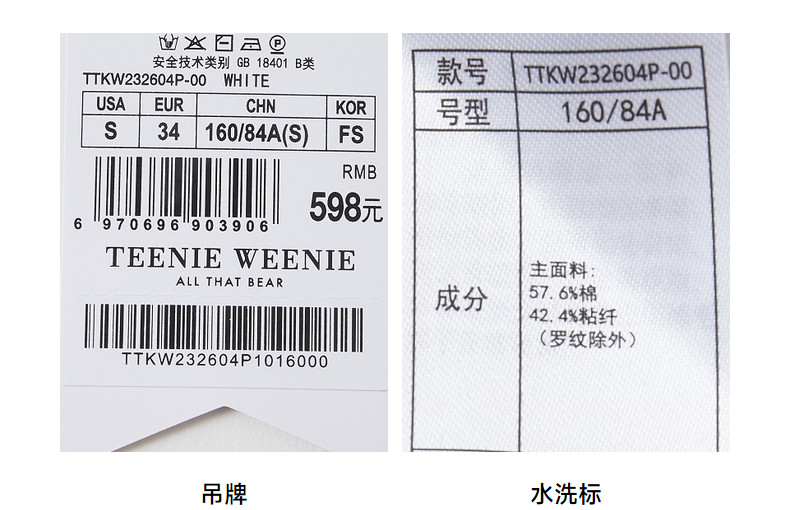 安全技术类别 GB 18401 B类
TTKW232604P-00 WHITE
USA EUR CHN KOR
S 34 160/84A(S) FS
RMB
598元
6 970696 903906
TEENIE WEENIE
ALL THAT BEAR
TTKW232604P1016000
吊牌
款号 TTKW232604P-00
号型 160/84A
成分
主面料:
57.6%棉
42.4%粘纤
（罗纹除外）
水洗标